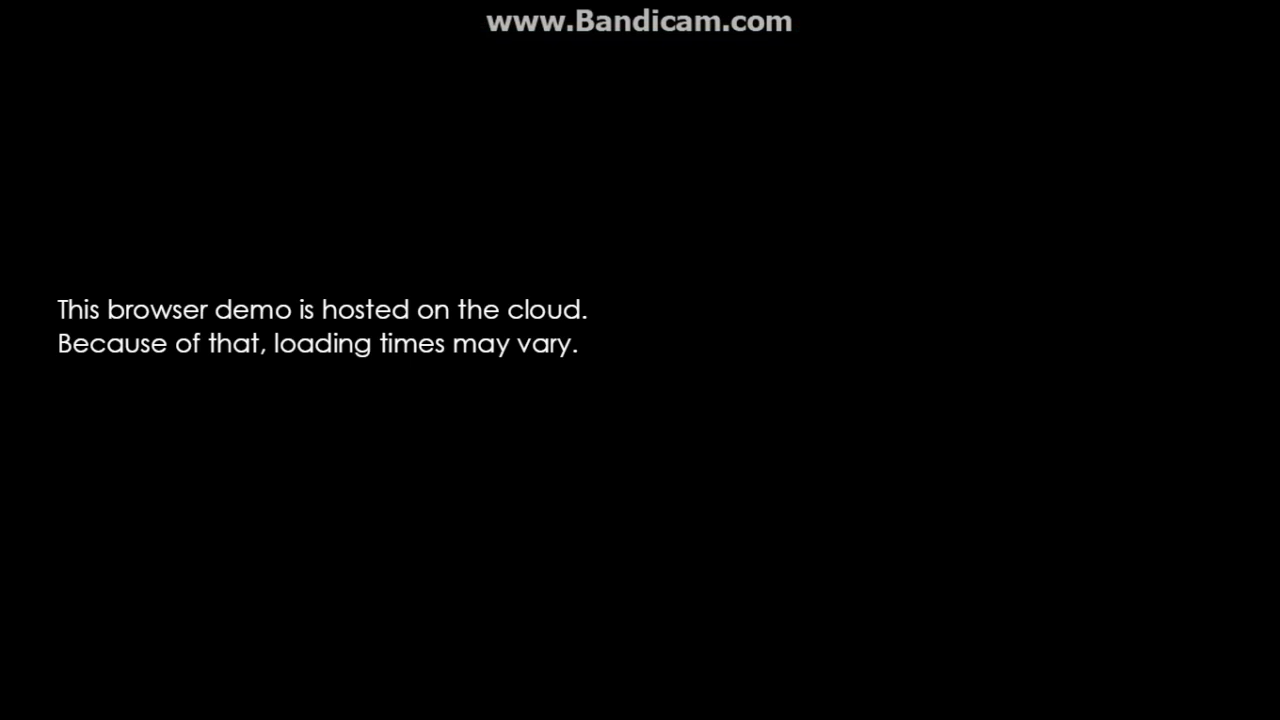 www.Bandicam.com
This browser demo is hosted on the cloud.
Because of that, loading times may vary.